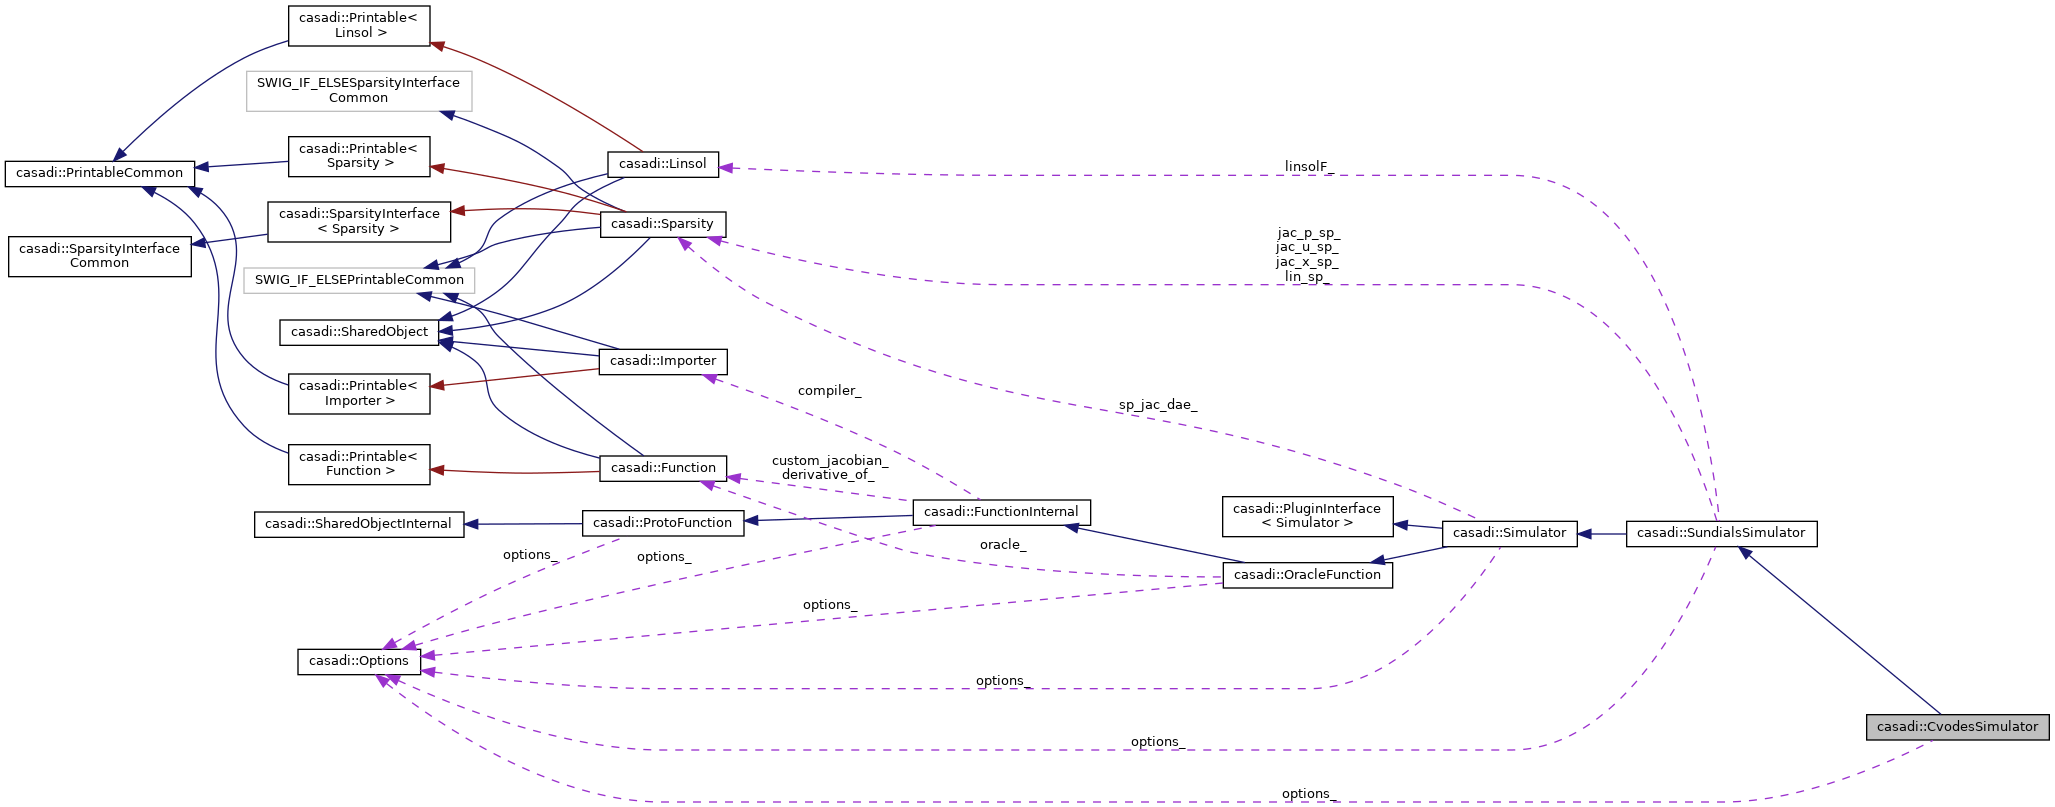 casadi::Printable<
Linsol >
SWIG_IF_ELSESparsityInterface
Common
casadi::Printable<
Sparsity >
casadi::PrintableCommon
casadi::Linsol
linsolF_
casadi::SparsityInterface
< Sparsity >
casadi::Sparsity
casadi::SparsityInterface
Common
jac_p_sp_
jac_u_sp_
jac_x_sp_
lin_sp_
SWIG_IF_ELSEPrintableCommon
casadi::SharedObject
casadi::Importer
casadi::Printable<
Importer >
compiler_
sp_jac_dae_
casadi::Printable<
Function >
casadi::Function
custom_jacobian_
derivative_of_
casadi::SharedObjectInternal
casadi::ProtoFunction
casadi::FunctionInternal
casadi::PluginInterface
< Simulator >
casadi::Simulator
casadi::SundialsSimulator
options_
options_
oracle_
casadi::OracleFunction
options_
casadi::Options
options_
casadi::CvodesSimulator
options_
options_